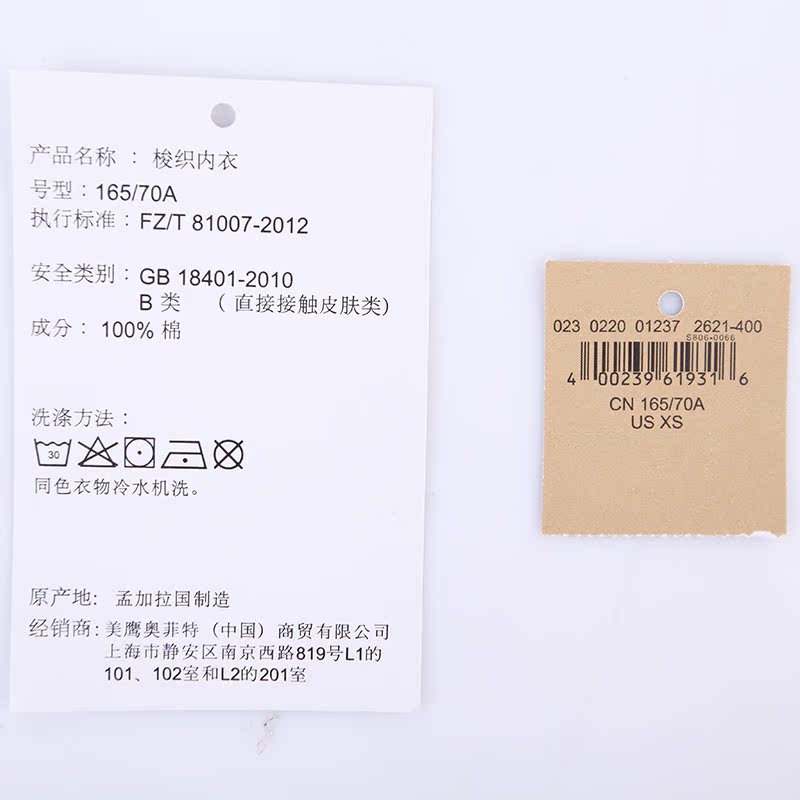 产品名称 ： 梭织内衣
号型：165/70A
执行标准：FZ/T 81007-2012
安全类别：GB 18401-2010
B 类 （ 直接接触皮肤类）
成分： 100% 棉
洗涤方法：
30
同色衣物冷水机洗。
原产地: 孟加拉国制造
经销商: 美鹰奥菲特（中国）商贸有限公司
上海市静安区南京西路819号L1的
101、102室和L2的201室
023 0220 01237 2621-400
S806-0066
4 00239 61931 6
CN 165/70A
US XS